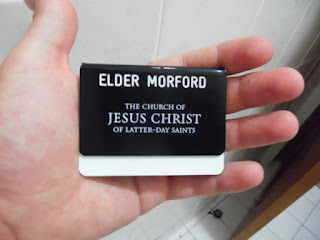 ELDER MORFORD
THE CHURCH OF
JESUS CHRIST
OF LATTER-DAY SAINTS